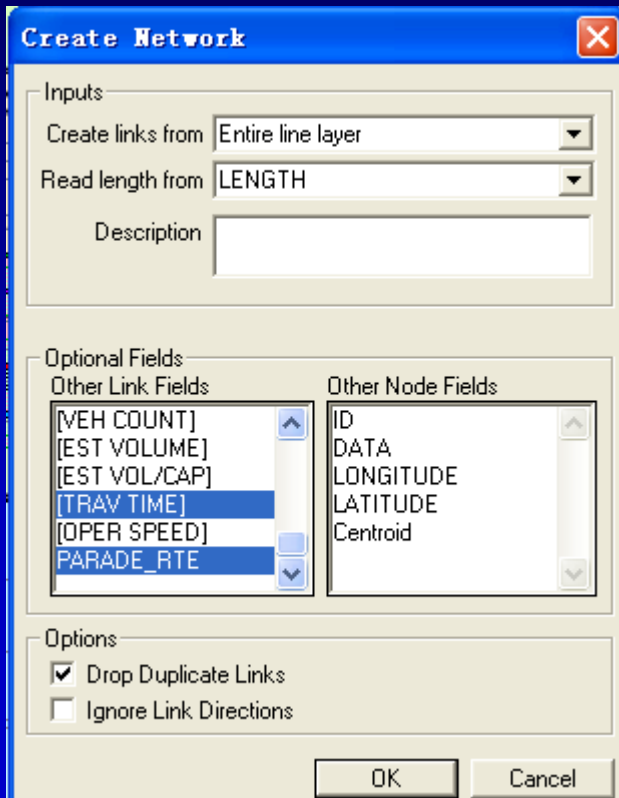 Create Network
Inputs
Create links from Entire line layer
Read length from LENGTH
Description
Optional Fields
Other Link Fields
[VEH COUNT]
[EST VOLUME]
[EST VOL/CAP]
[TRAV TIME]
[OPER SPEED]
PARADE_RTE
Other Node Fields
ID
DATA
LONGITUDE
LATITUDE
Centroid
Options
Drop Duplicate Links
Ignore Link Directions
OK Cancel